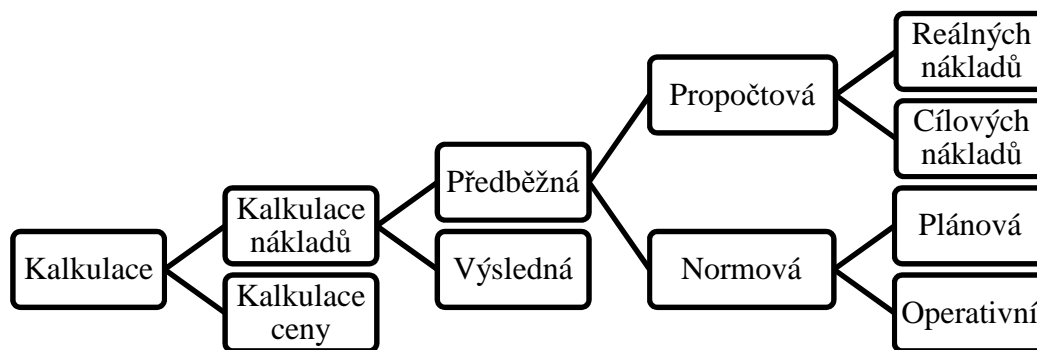 Kalkulace
Kalkulace
nákladů
Kalkulace
ceny
Předběžná
Výsledná
Propočtová
Normová
Reálných
nákladů
Cílových
nákladů
Plánová
Operativní